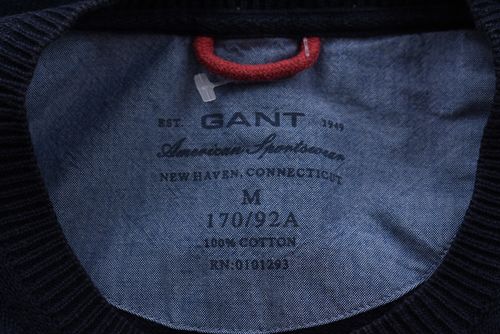 EST. GANT 1949
American Sportswear
NEW HAVEN, CONNECTICUT
M
170/92A
100% COTTON
RN:0101293